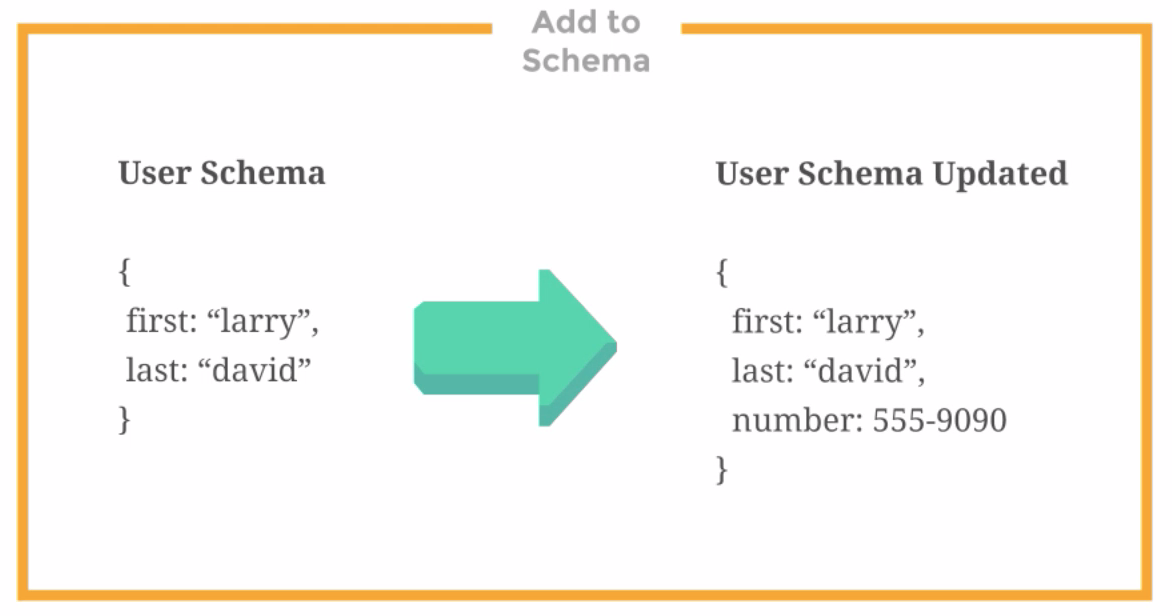 Add to
Schema
User Schema
{
first: “larry”,
last: “david”
}
User Schema Updated
{
first: “larry”,
last: “david”,
number: 555-9090
}